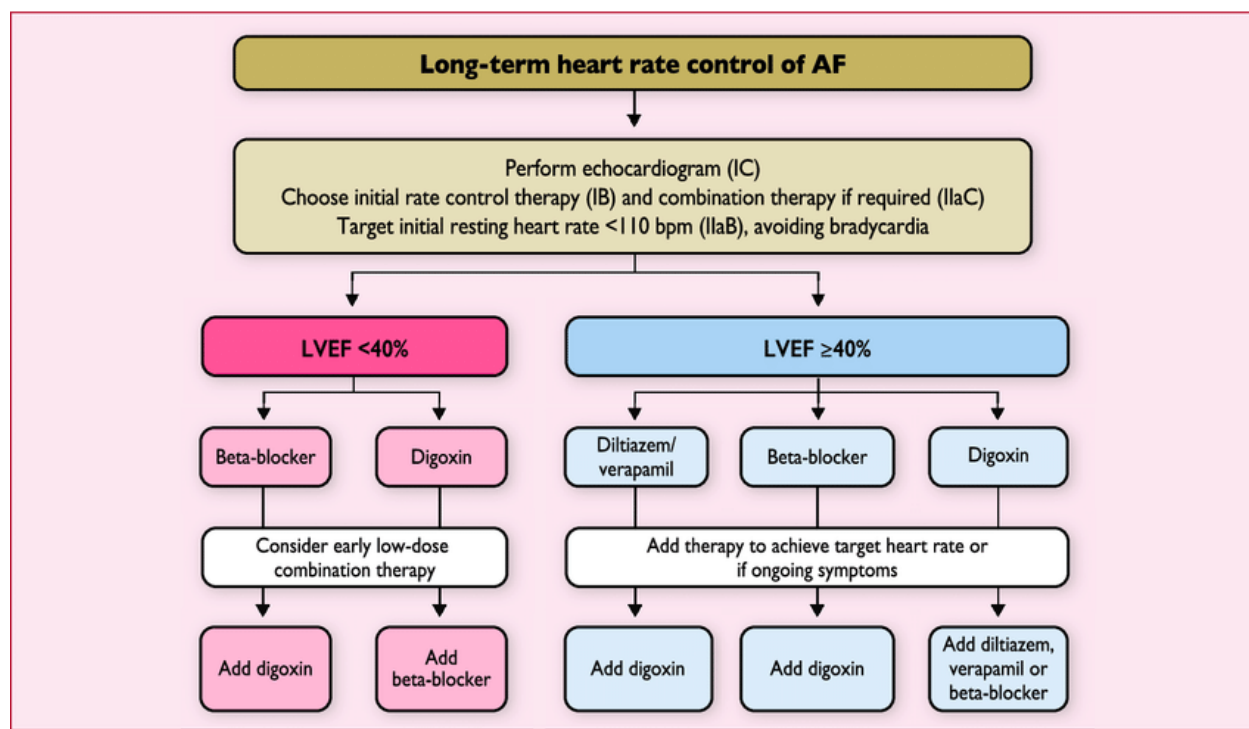 Long-term heart rate control of AF
Perform echocardiogram (IC)
Choose initial rate control therapy (IB) and combination therapy if required (IIaC)
Target initial resting heart rate <110 bpm (IIaB), avoiding bradycardia
LVEF <40%
LVEF ≥40%
Beta-blocker
Digoxin
Diltiazem/
verapamil
Beta-blocker
Digoxin
Consider early low-dose
combination therapy
Add therapy to achieve target heart rate or
if ongoing symptoms
Add digoxin
Add
beta-blocker
Add digoxin
Add digoxin
Add diltiazem,
verapamil or
beta-blocker